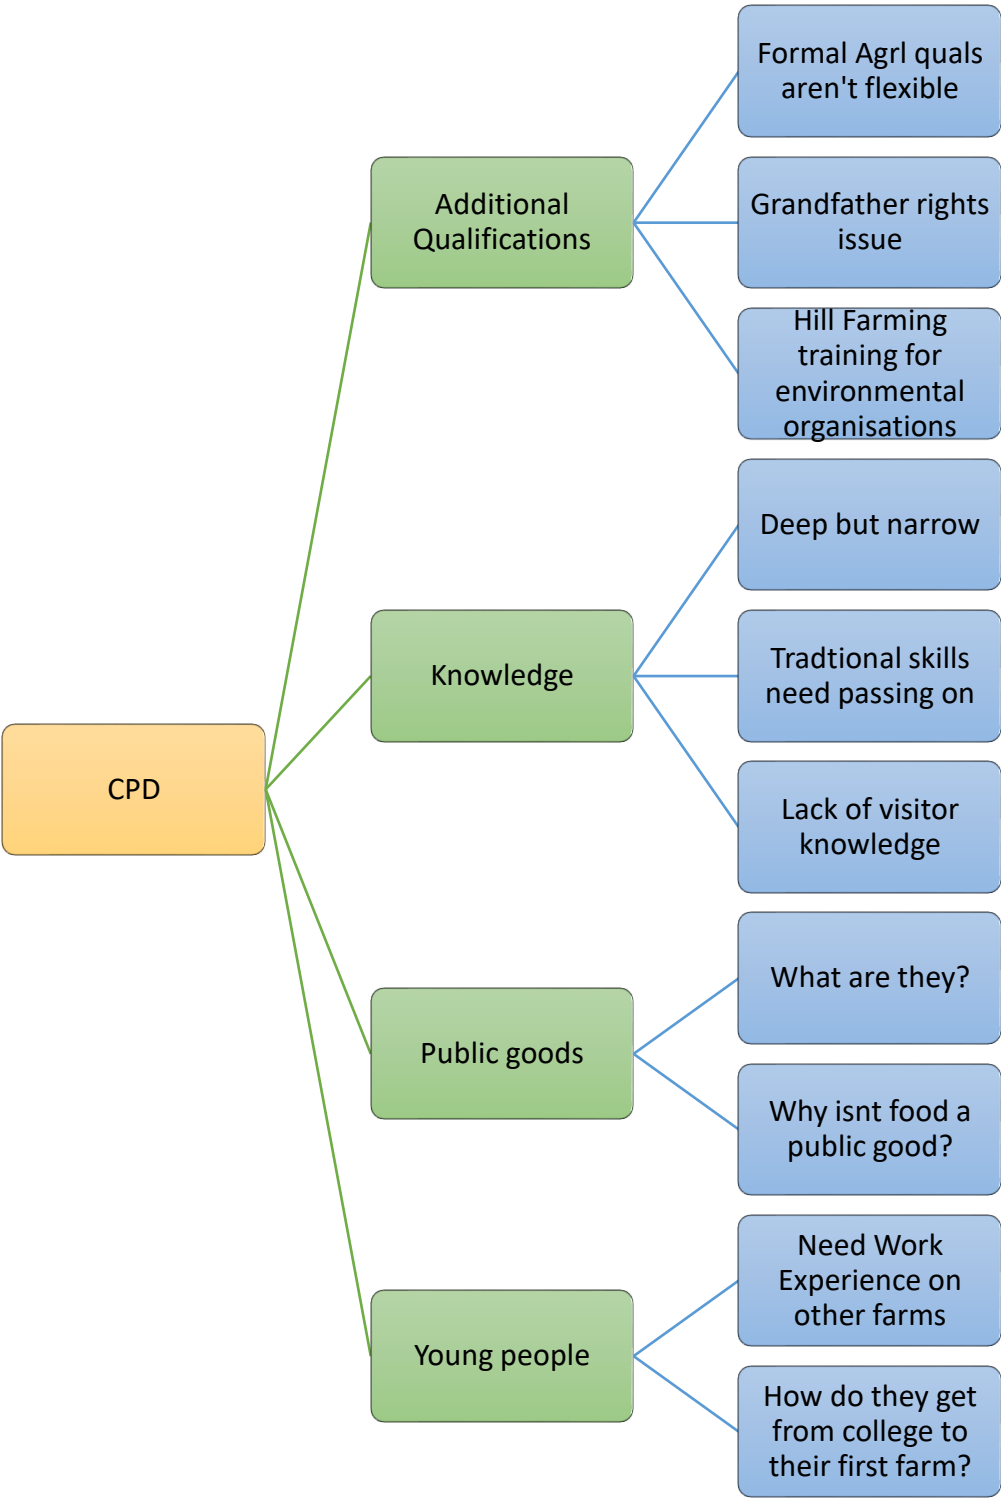 CPD
Additional
Qualifications
Formal Agrl quals
aren't flexible
Grandfather rights
issue
Hill Farming
training for
environmental
organisations
Knowledge
Deep but narrow
Tradtional skills
need passing on
Lack of visitor
knowledge
Public goods
What are they?
Why isnt food a
public good?
Young people
Need Work
Experience on
other farms
How do they get
from college to
their first farm?